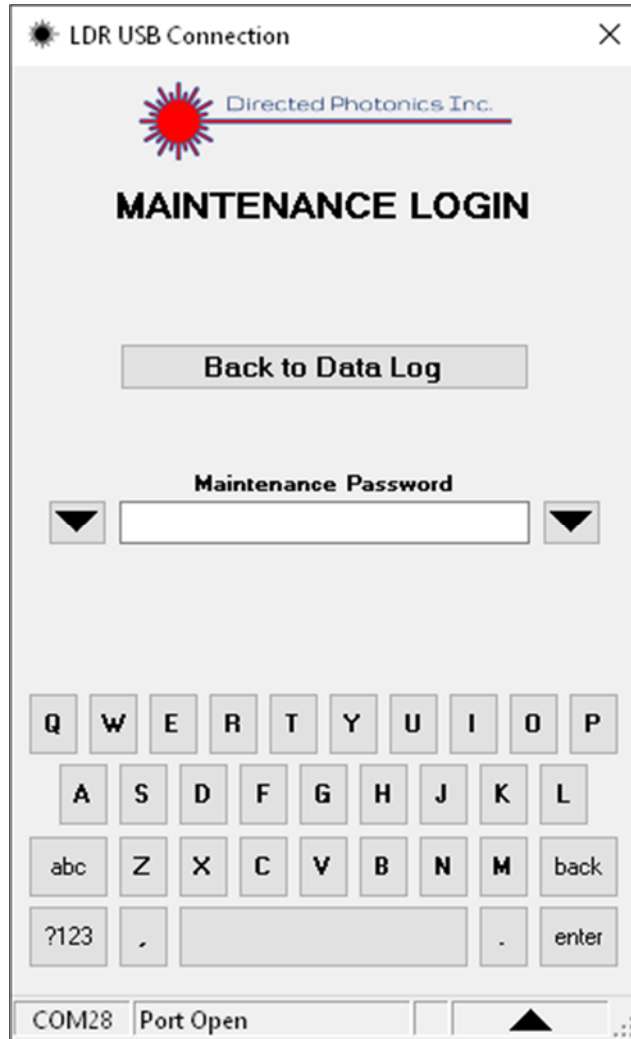 LDR USB Connection
Directed Photonics Inc.
MAINTENANCE LOGIN
Back to Data Log
Maintenance Password
Q W E R T Y U I O P
A S D F G H J K L
abc Z X C V B N M back
?123 , . enter
COM28 Port Open